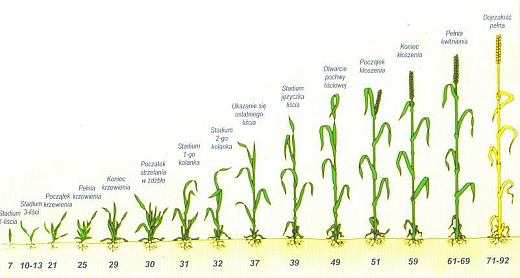 Stadium
1-liścia
Stadium
3-liści
Początek
krzewienia
Pełnia
krzewienia
Koniec
krzewienia
Początek
strzelania
w źdźbło
Stadium
1-go
kolanka
Stadium
2-go
kolanka
Ukazanie się
ostatniego
liścia
Stadium
języczka
liścia
Otwarcie
pochwy
liściowej
Początek
kłoszenia
Koniec
kłoszenia
Pełnia
kwitnienia
Dojrzałość
pełna
7 10-13 21 25 29 30 31 32 37 39 49 51 59 61-69 71-92